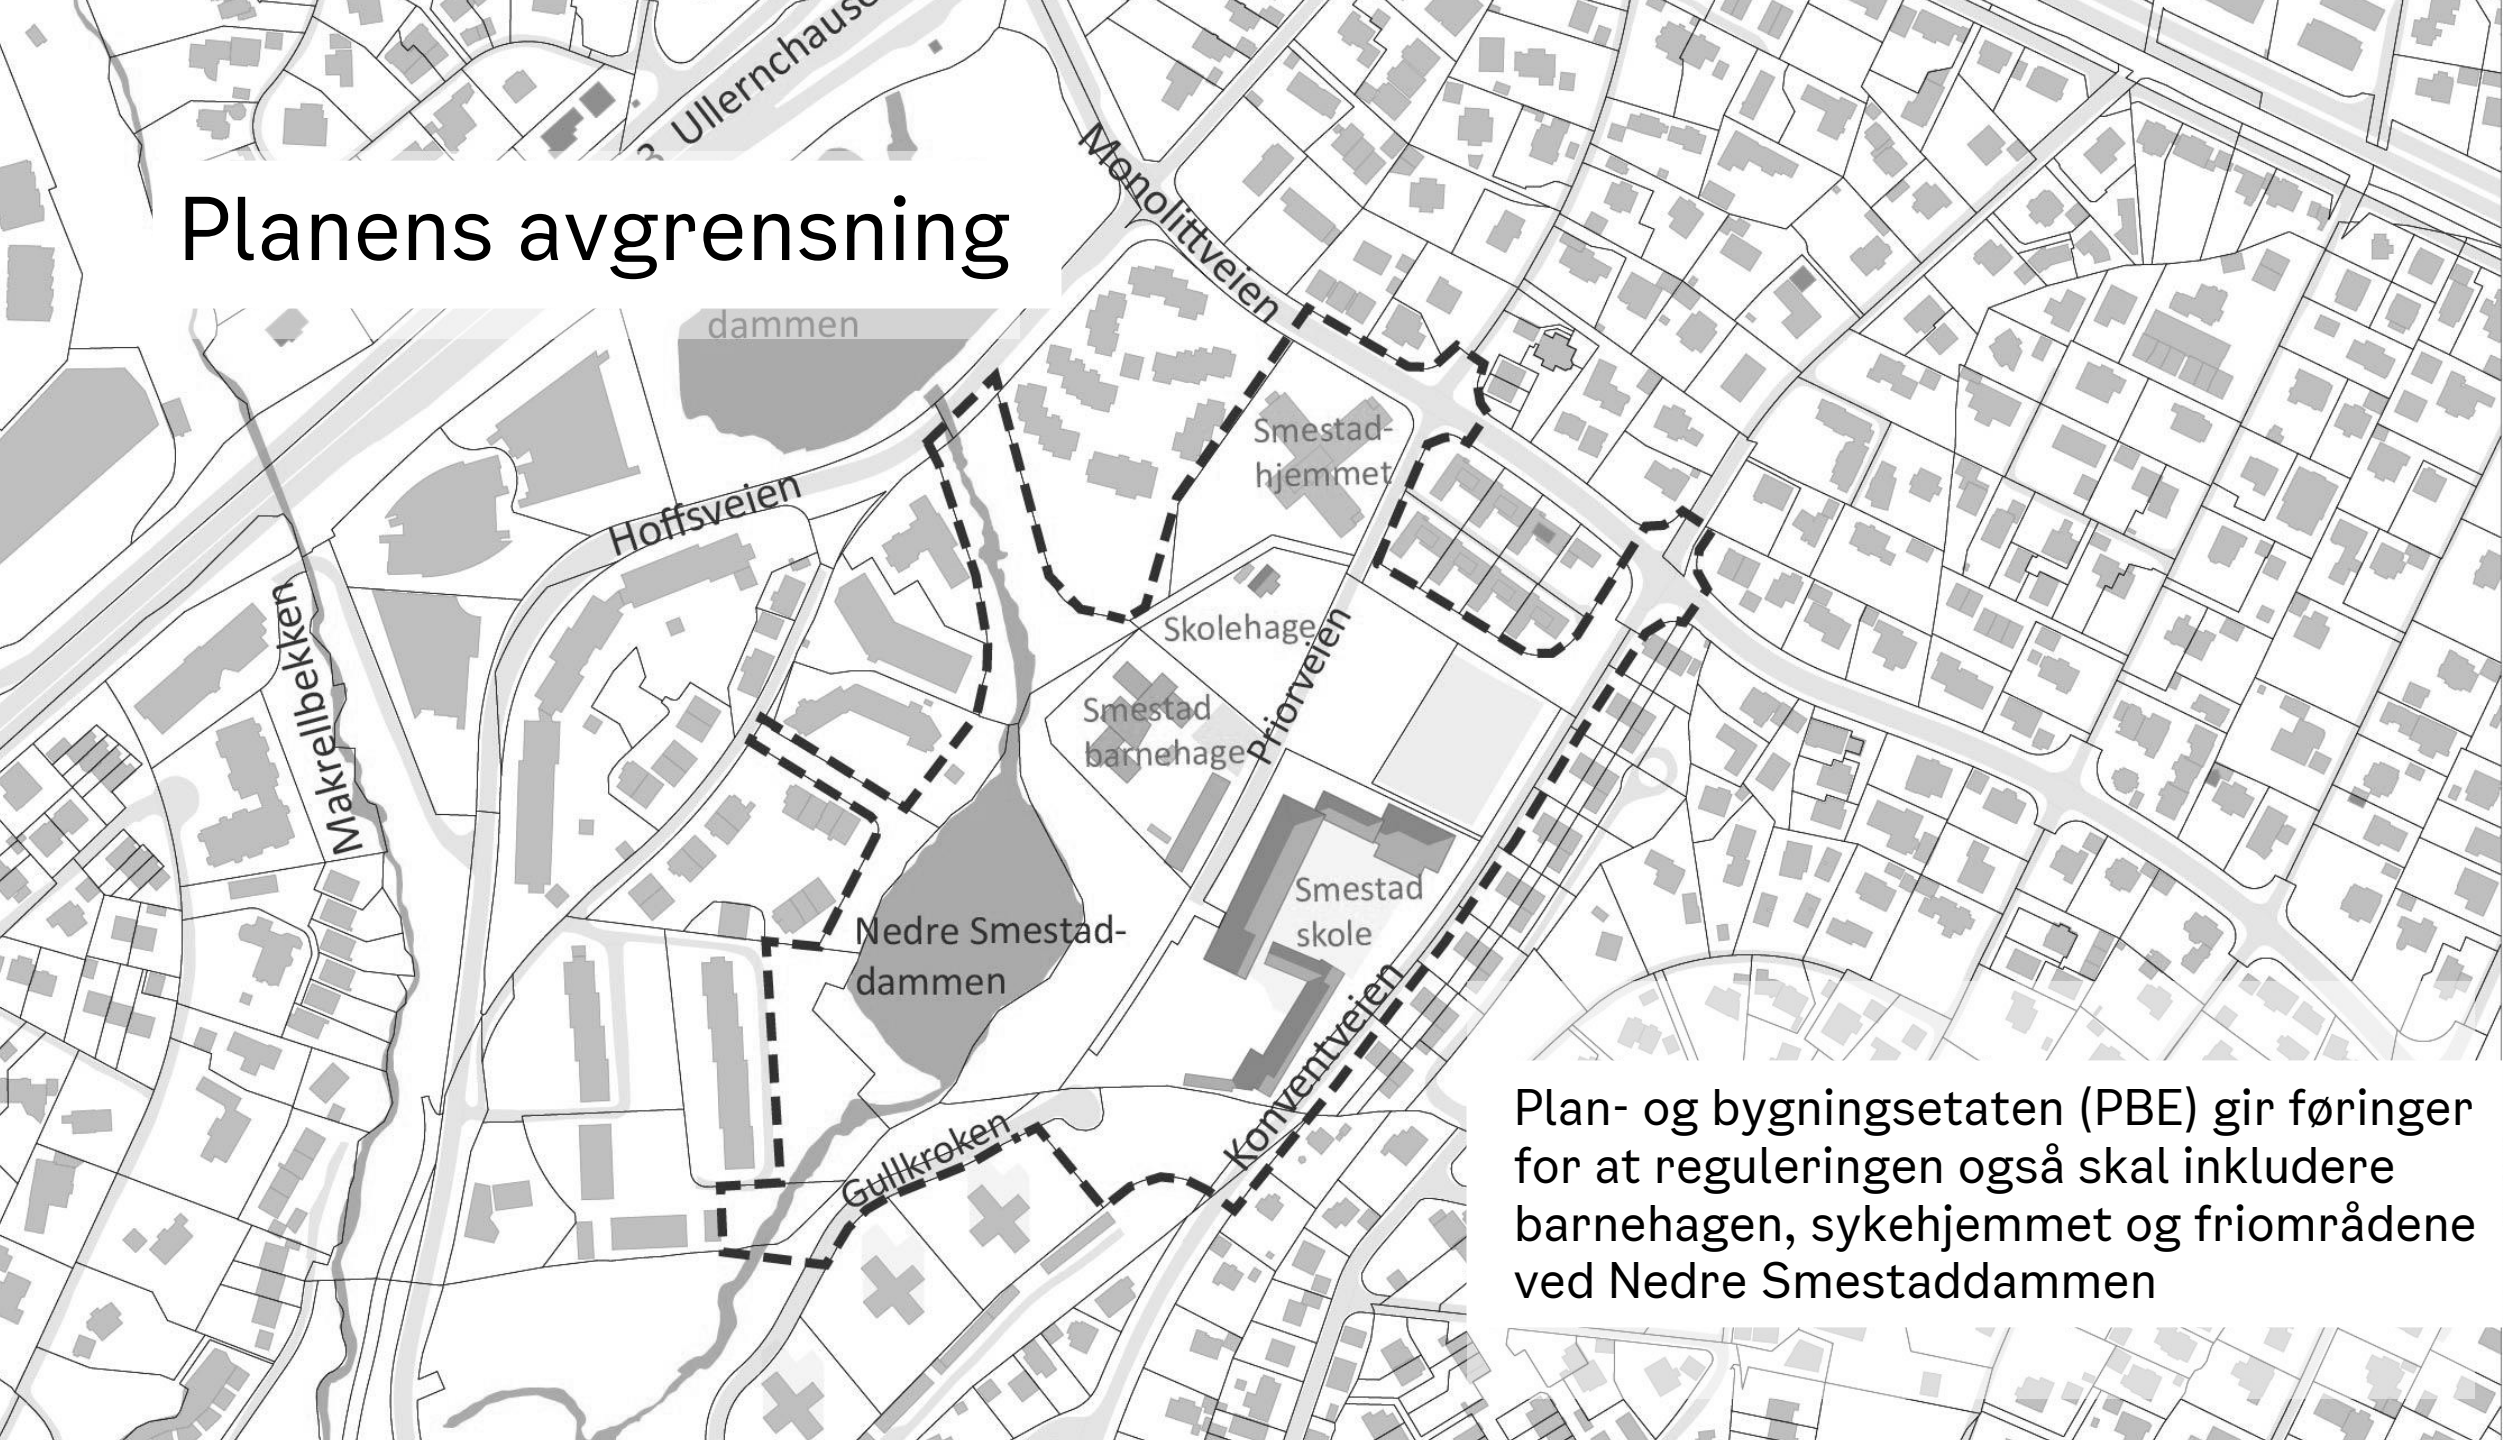 Ullernchauss
Monolittveien
Planens avgrensning
dammen
Smestad-
hjemmet
Hoffsveien
Makrellbekken
Skolehage
Priorveien
Smestad
barnehage
Smestad
skole
Nedre Smestad-
dammen
Konventveien
Gullkroken
Plan- og bygningsetaten (PBE) gir føringer
for at reguleringen også skal inkludere
barnehagen, sykehjemmet og friområdene
ved Nedre Smestaddammen